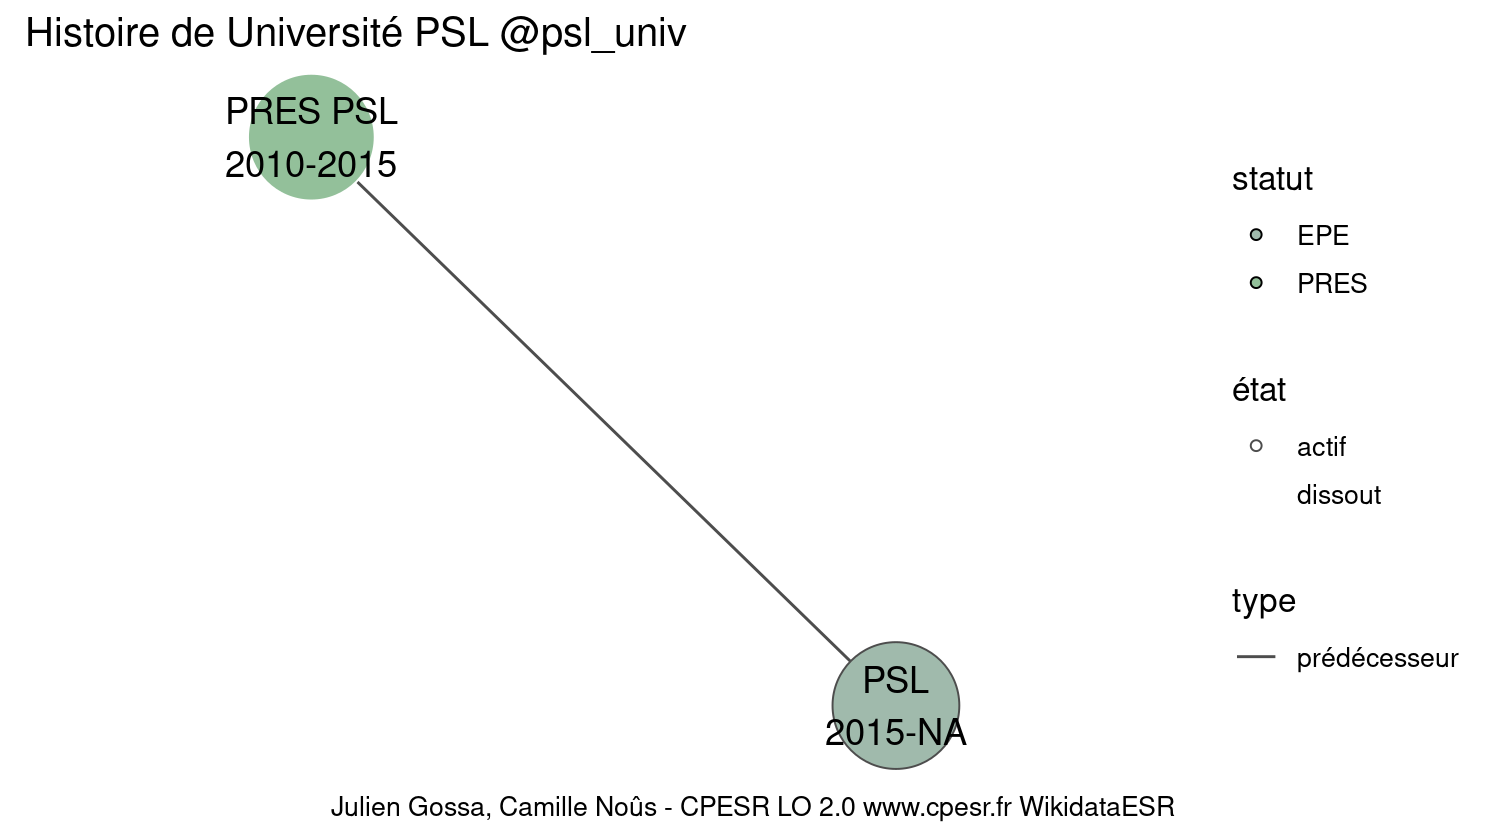 Histoire de Université PSL @psl_univ
PRES PSL
2010-2015
PSL
2015-NA
statut
EPE
PRES
état
actif
dissout
type
prédécesseur
Julien Gossa, Camille Noûs - CPESR LO 2.0 www.cpesr.fr WikidataESR